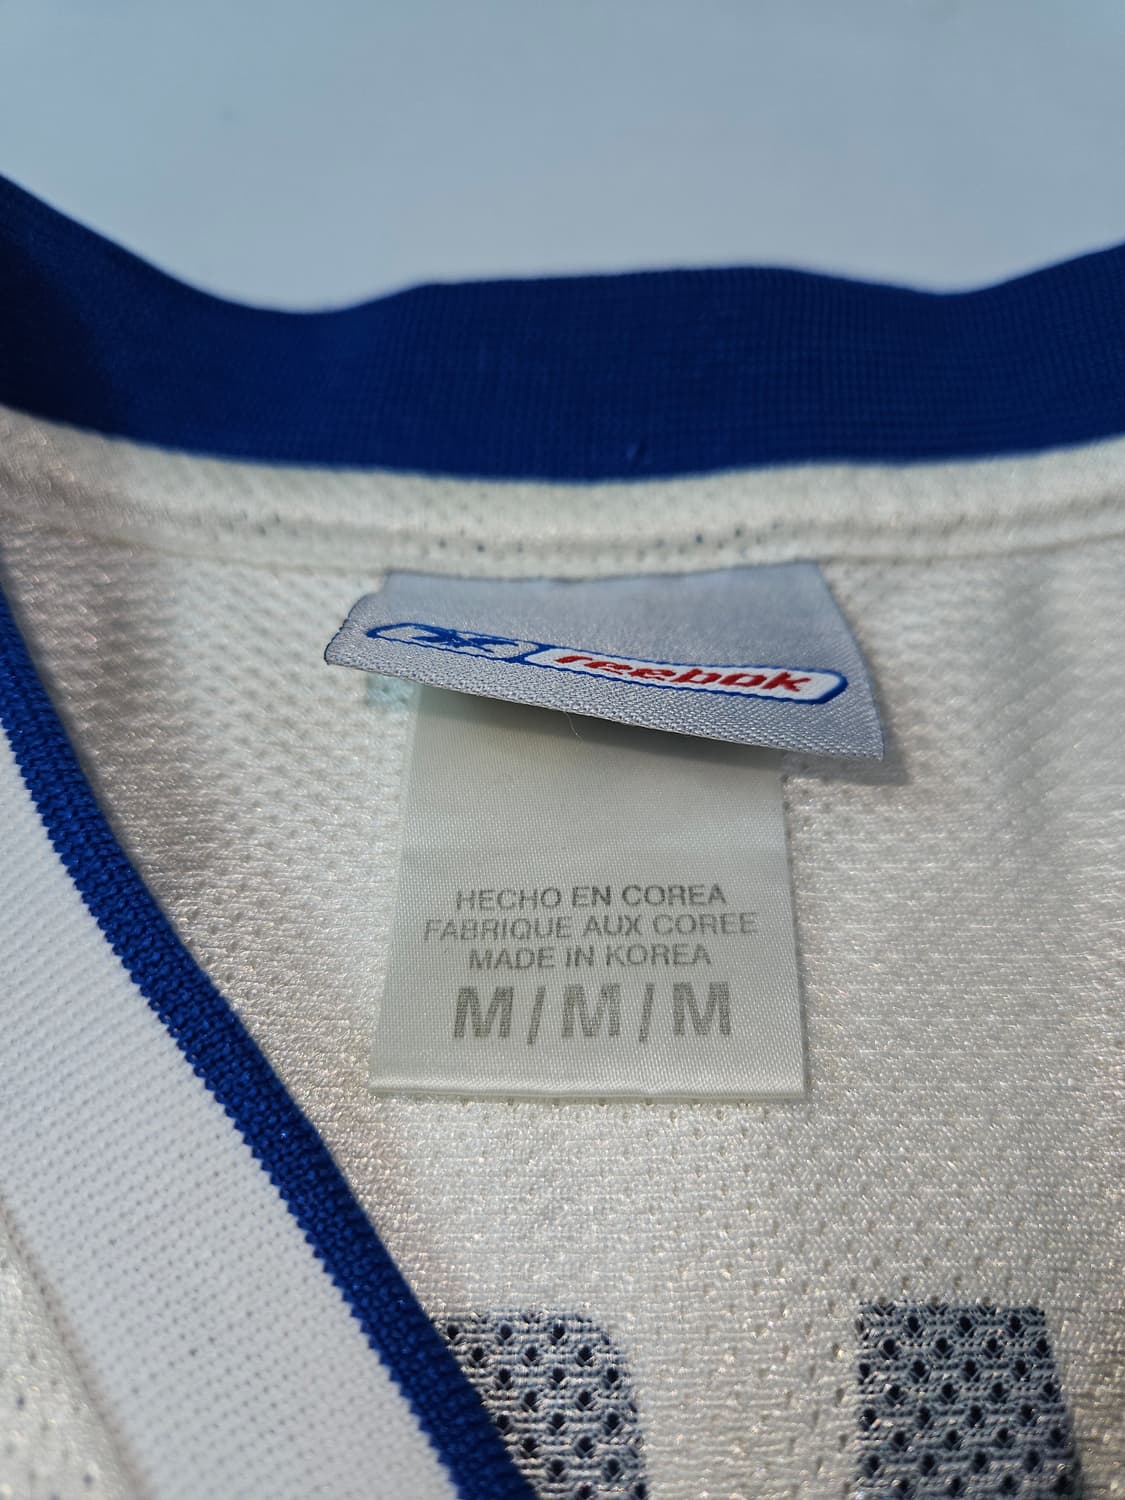 reebok
HECHO EN COREA
FABRIQUE AUX COREE
MADE IN KOREA
M/M/M